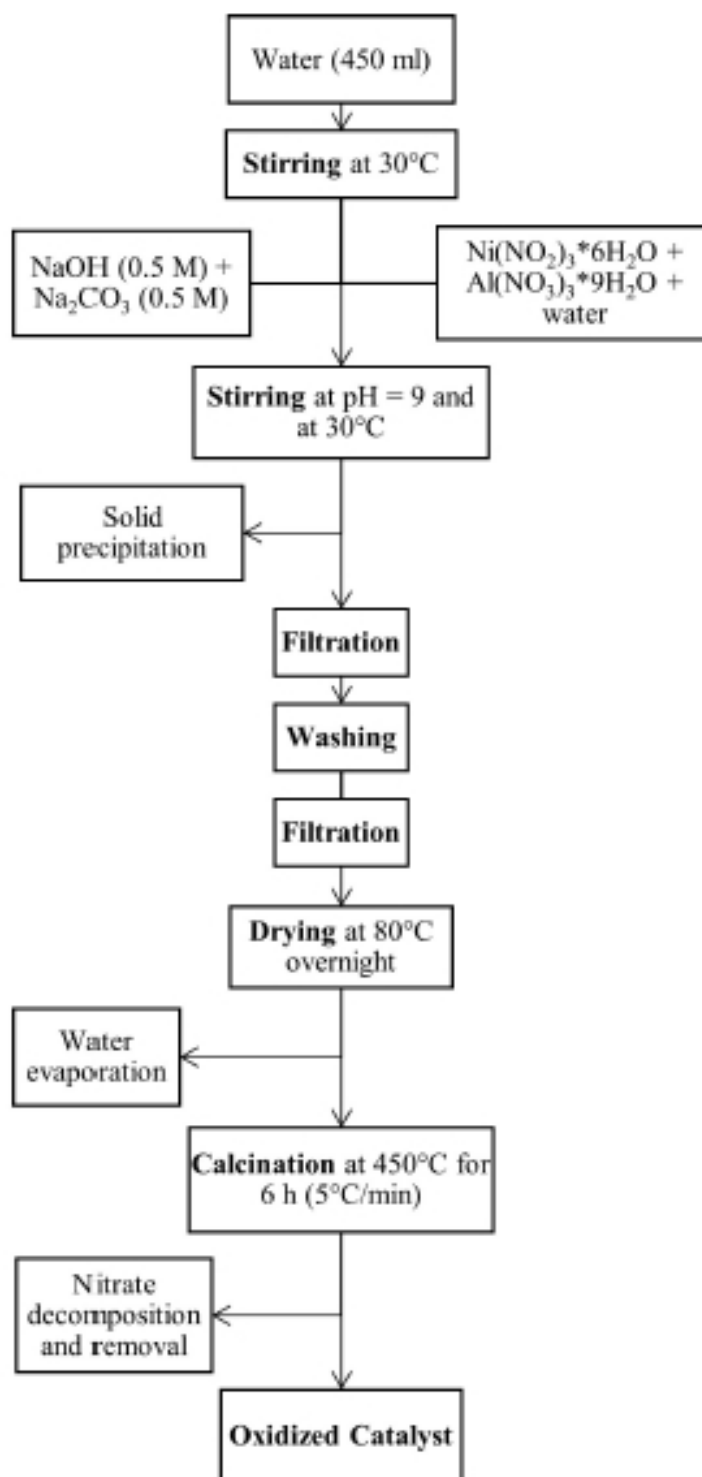 Water (450 ml)
Stirring at 30°C
NaOH (0.5 M) +
Na₂CO₃ (0.5 M)
Ni(NO₂)₃*6H₂O +
Al(NO₃)₃*9H₂O +
water
Stirring at pH = 9 and
at 30°C
Solid
precipitation
Filtration
Washing
Filtration
Drying at 80°C
overnight
Water
evaporation
Calcination at 450°C for
6 h (5°C/min)
Nitrate
decomposition
and removal
Oxidized Catalyst